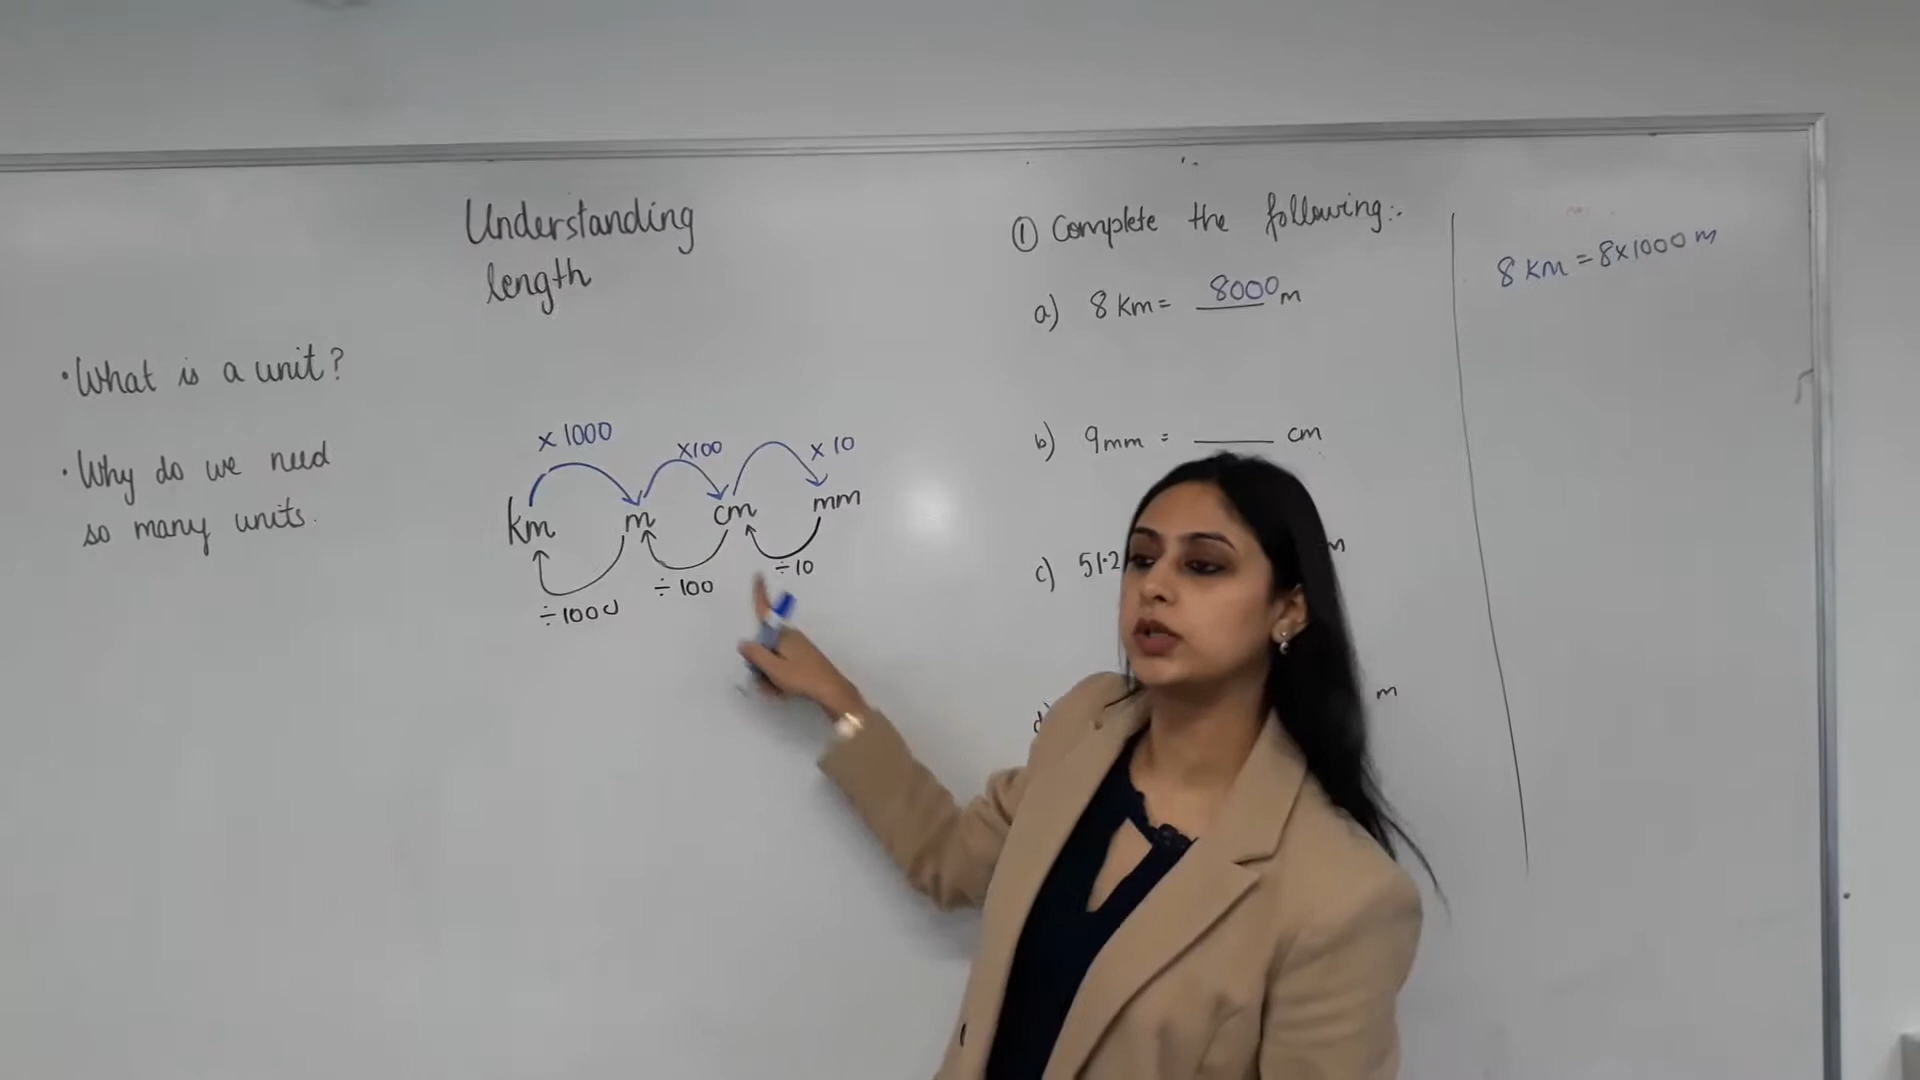 Understanding
length
• What is a unit?
• Why do we need
so many units.
x 1000
x100
x 10
km
m
cm
mm
÷1000
÷ 100
÷10
① Complete the following:.
a) 8 km = 8000 m
b) 9mm = ____ cm
c) 51.2
m
d)
m
8 km = 8x1000 m